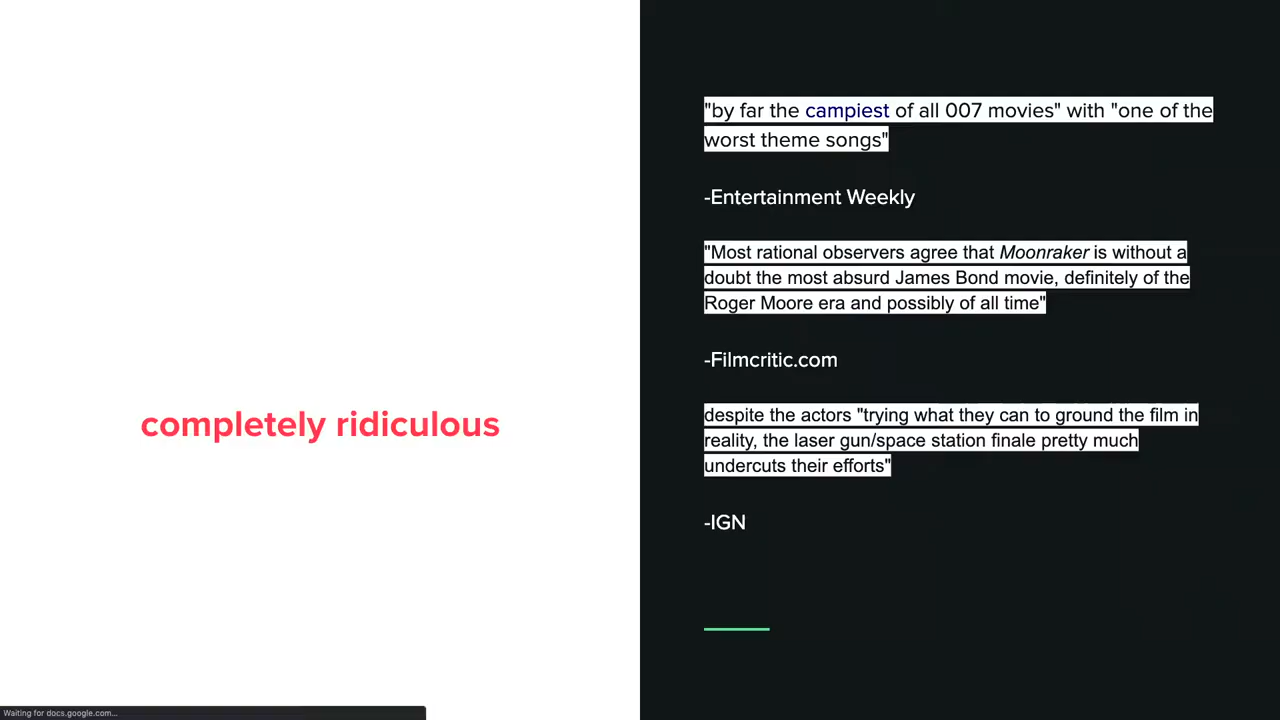 completely ridiculous
"by far the campiest of all 007 movies" with "one of the
worst theme songs"
-Entertainment Weekly
"Most rational observers agree that Moonraker is without a
doubt the most absurd James Bond movie, definitely of the
Roger Moore era and possibly of all time"
-Filmcritic.com
despite the actors "trying what they can to ground the film in
reality, the laser gun/space station finale pretty much
undercuts their efforts"
-IGN
Waiting for docs.google.com...